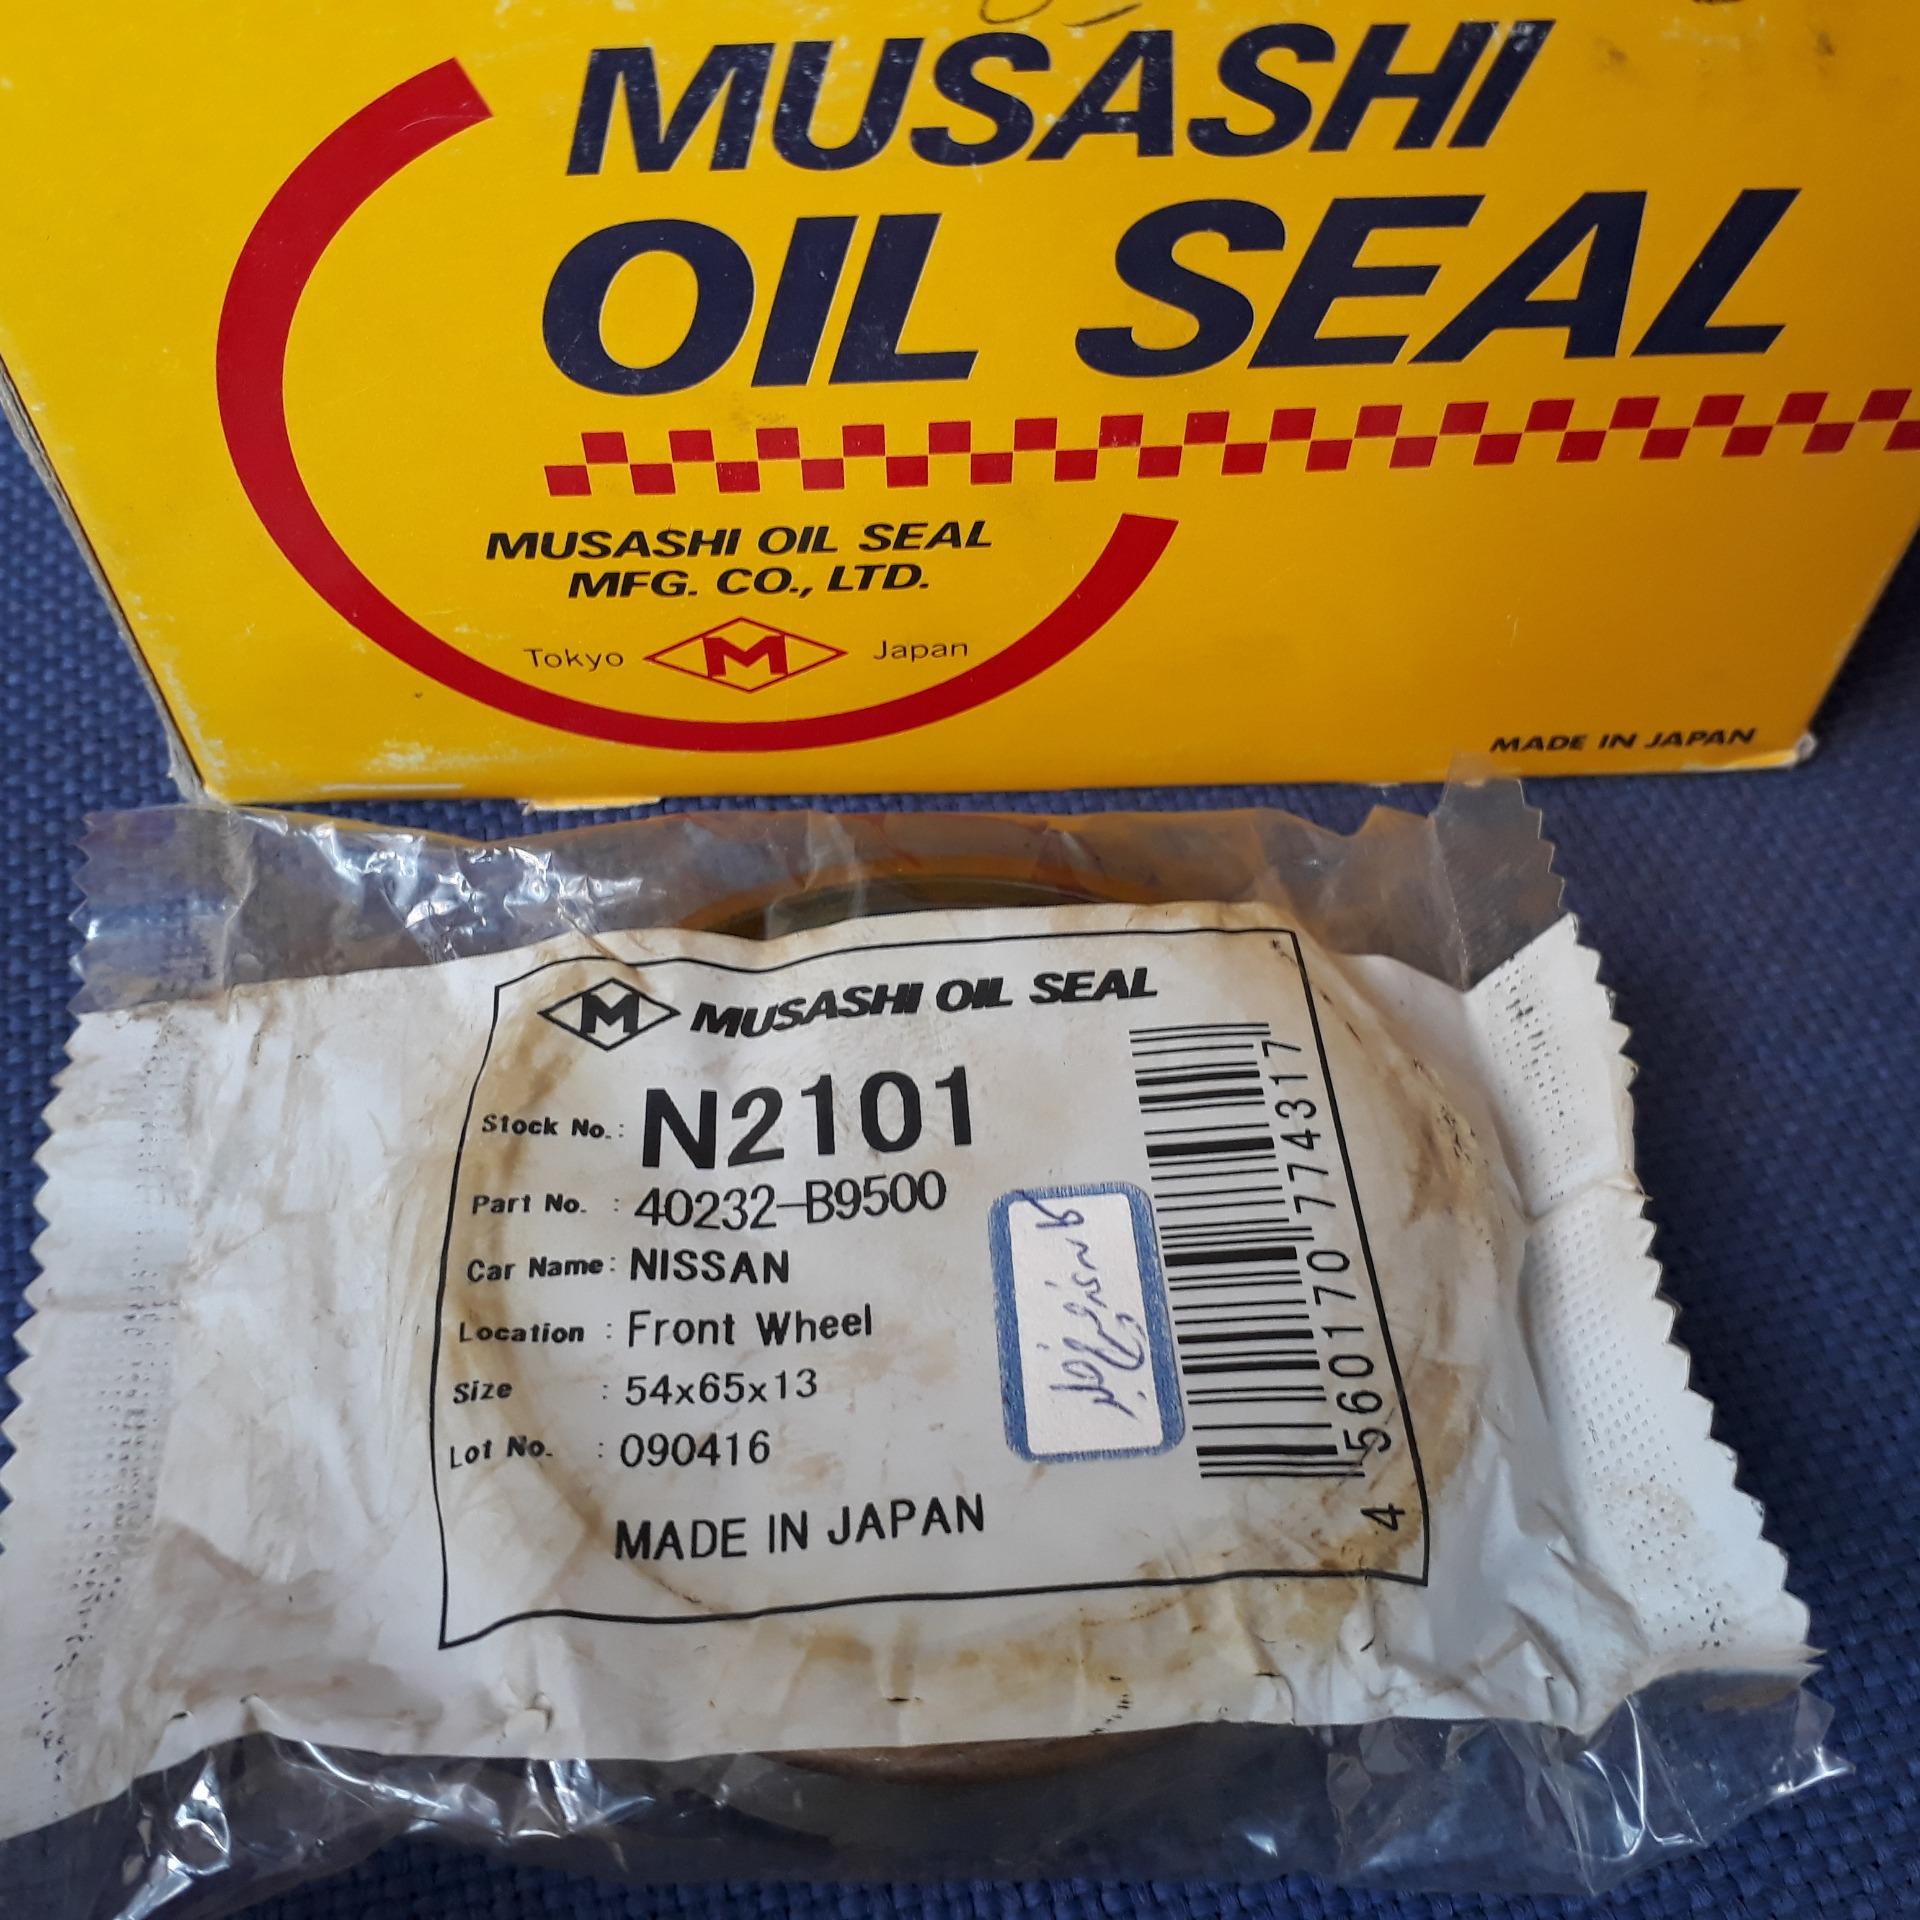 MUSASHI
OIL SEAL
MUSASHI OIL SEAL
MFG. CO., LTD.
Tokyo M Japan
MADE IN JAPAN
M MUSASHI OIL SEAL
Stock No.: N2101
Part No. : 40232-B9500
Car Name: NISSAN
Location : Front Wheel
Size : 54x65x13
Lot No. : 090416
MADE IN JAPAN
4 560170 774317